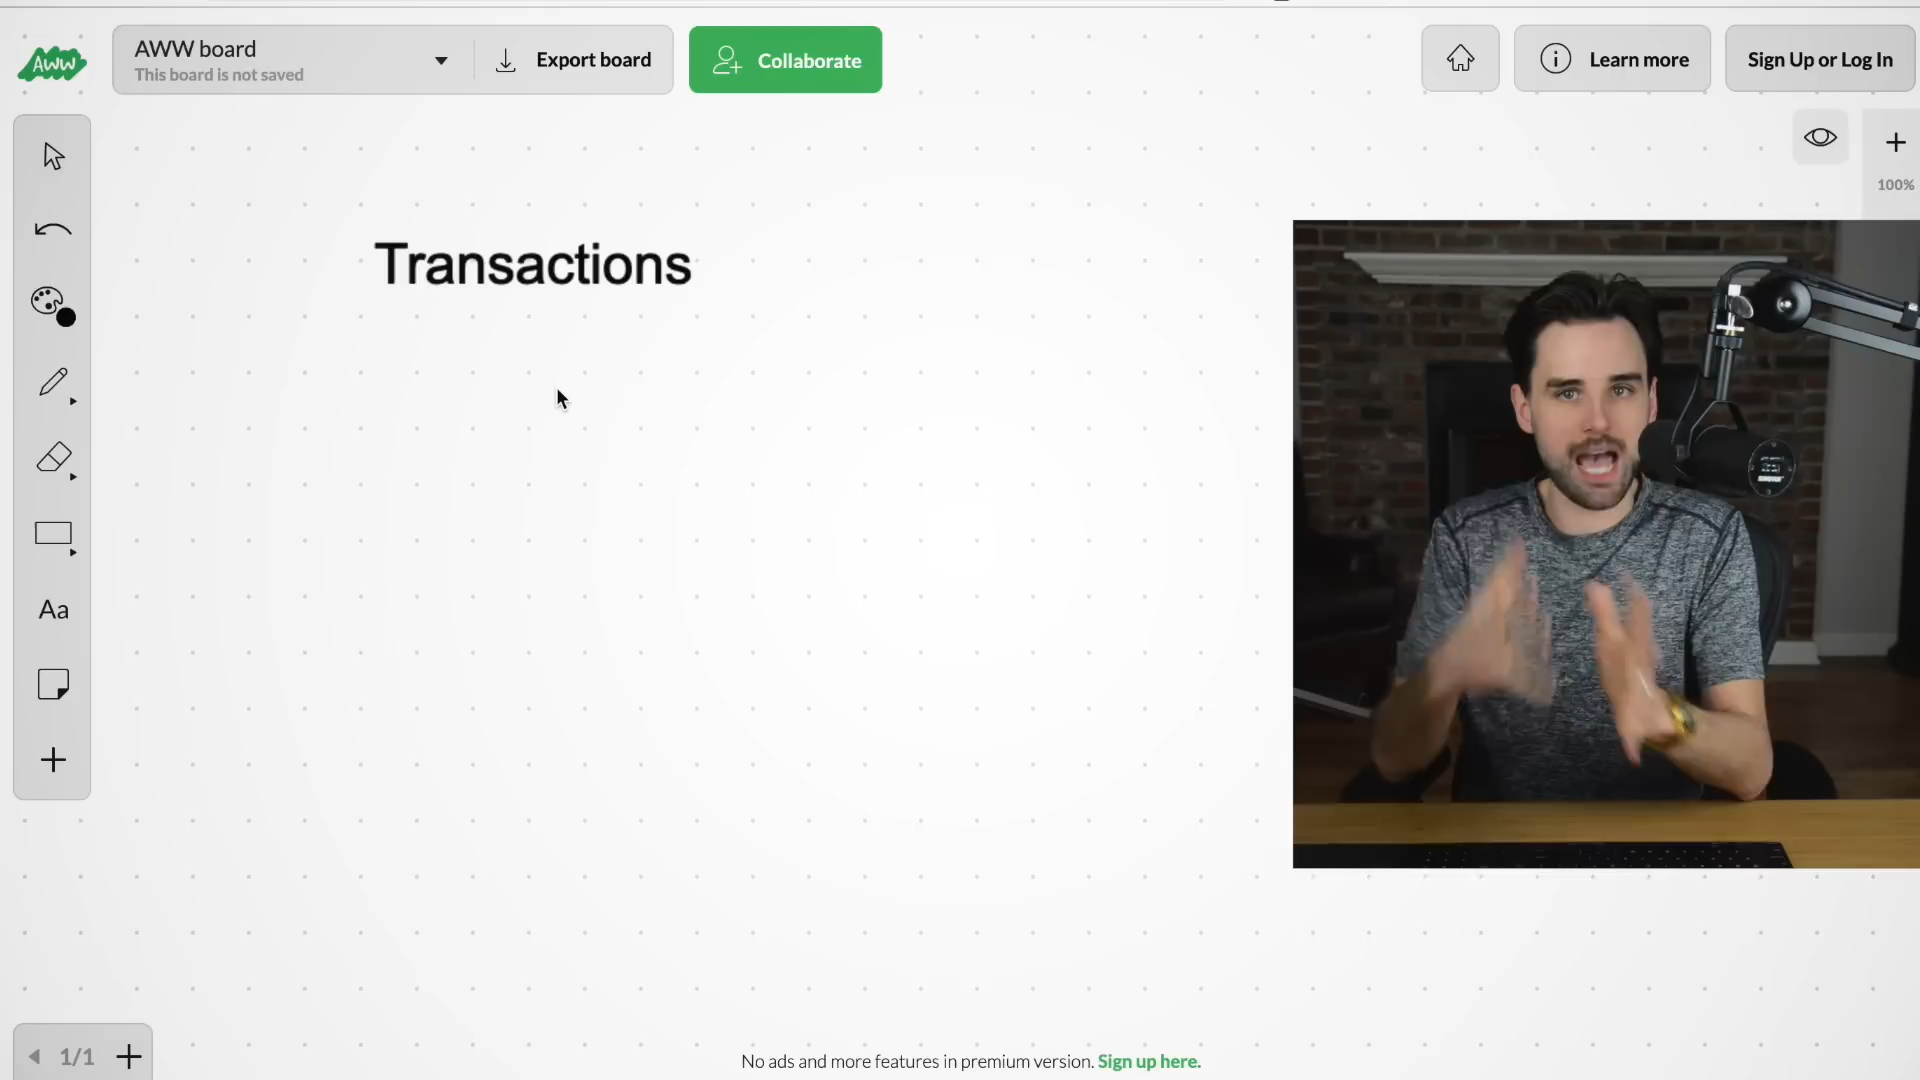 AWW
AWW board
This board is not saved
Export board
Collaborate
Learn more
Sign Up or Log In
100%
Transactions
Aa
1/1
No ads and more features in premium version. Sign up here.